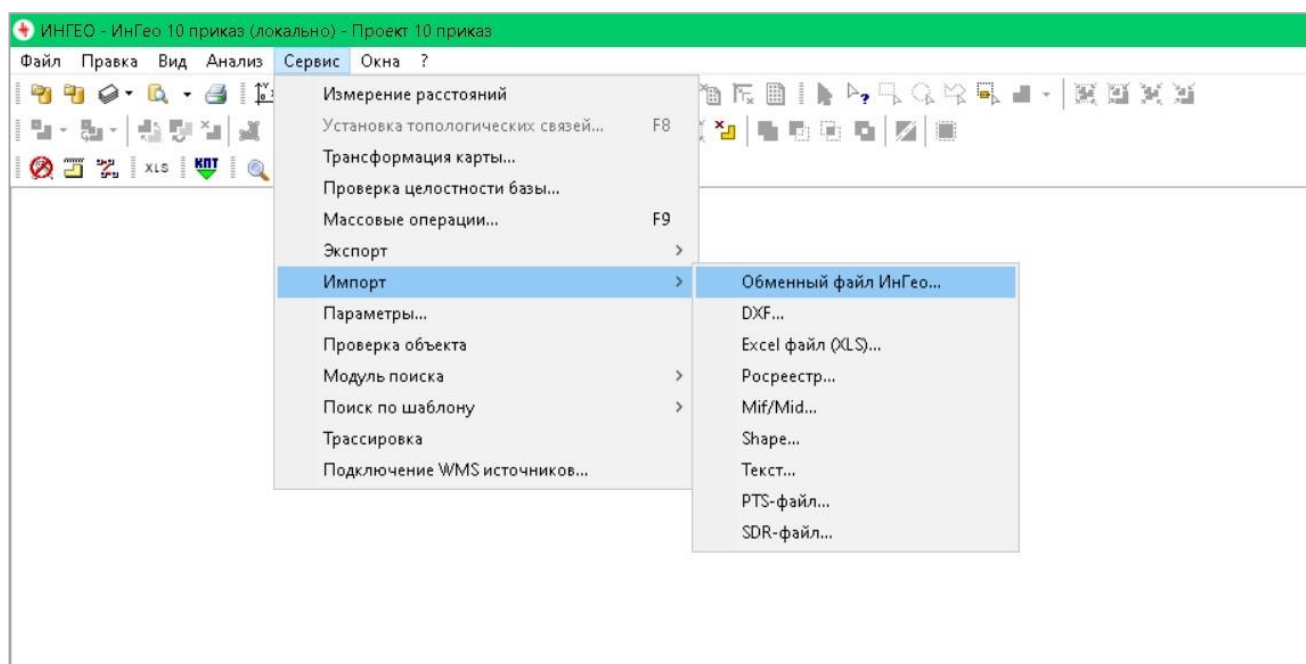 ИНГЕО - ИнГео 10 приказ (локально) - Проект 10 приказ
Файл Правка Вид Анализ Сервис Окна ?
Измерение расстояний
Установка топологических связей... F8
Трансформация карты...
Проверка целостности базы...
XLS КПТ
Массовые операции... F9
Экспорт
Импорт
Параметры...
Проверка объекта
Модуль поиска
Поиск по шаблону
Трассировка
Подключение WMS источников...
Обменный файл ИнГео...
DXF...
Excel файл (XLS)...
Росреестр...
Mif/Mid...
Shape...
Текст...
PTS-файл...
SDR-файл...